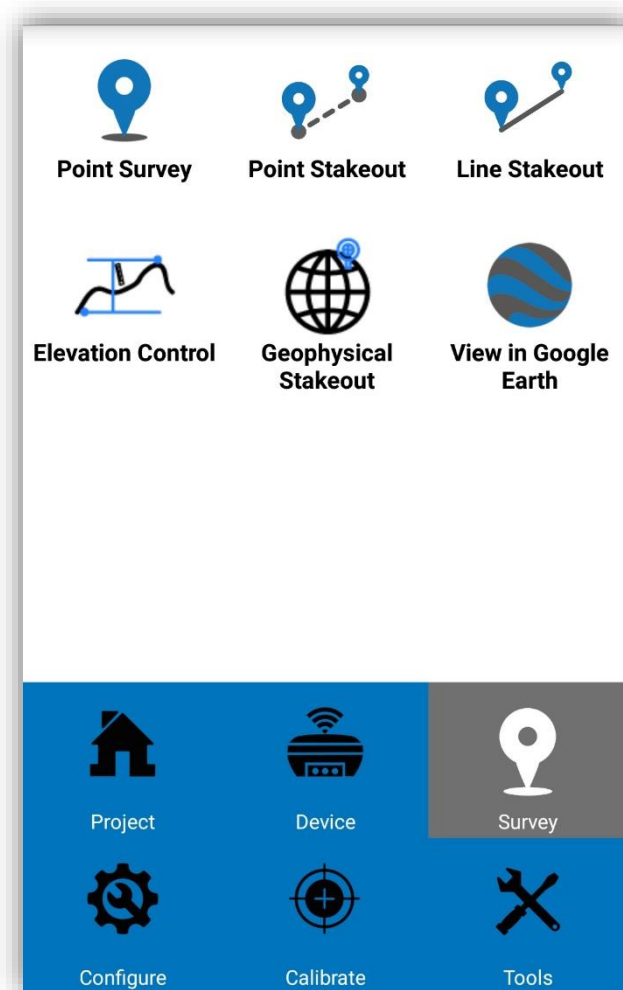 Point Survey
Point Stakeout
Line Stakeout
Elevation Control
Geophysical
Stakeout
View in Google
Earth
Project
Device
Survey
Configure
Calibrate
Tools